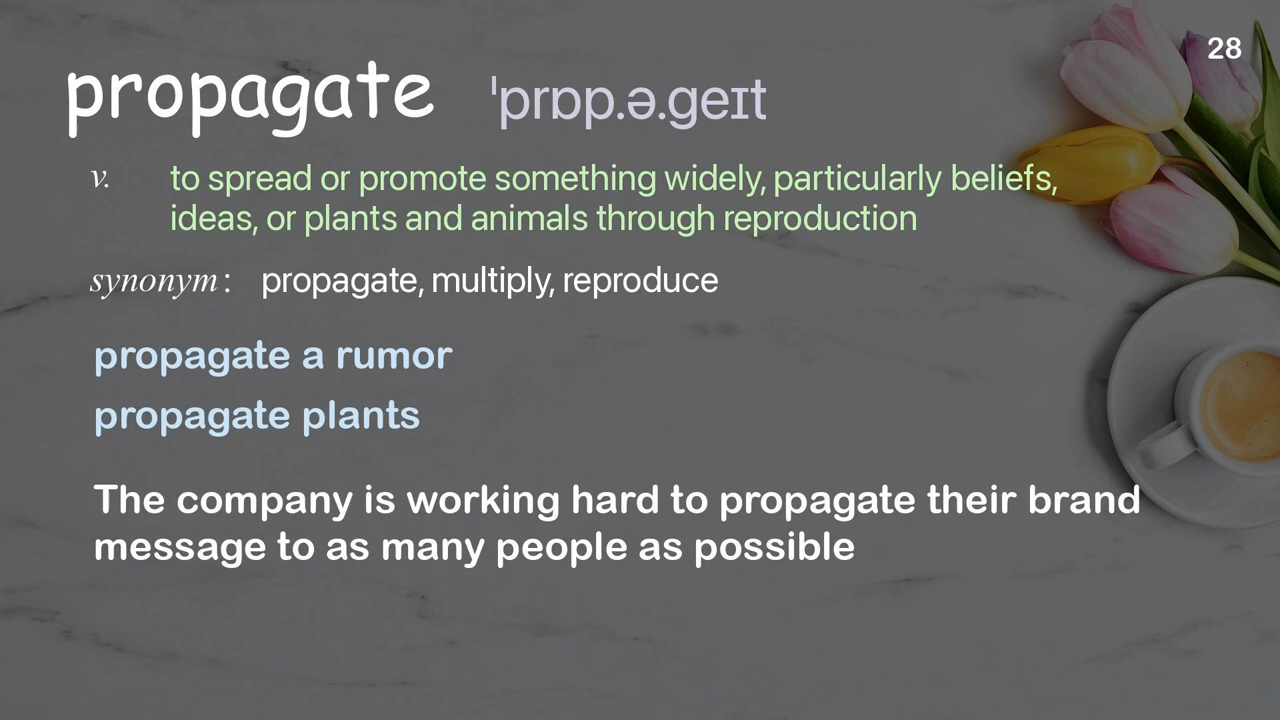 28
propagate ˈprɒp.ə.geɪt
v. to spread or promote something widely, particularly beliefs,
ideas, or plants and animals through reproduction
synonym: propagate, multiply, reproduce
propagate a rumor
propagate plants
The company is working hard to propagate their brand
message to as many people as possible